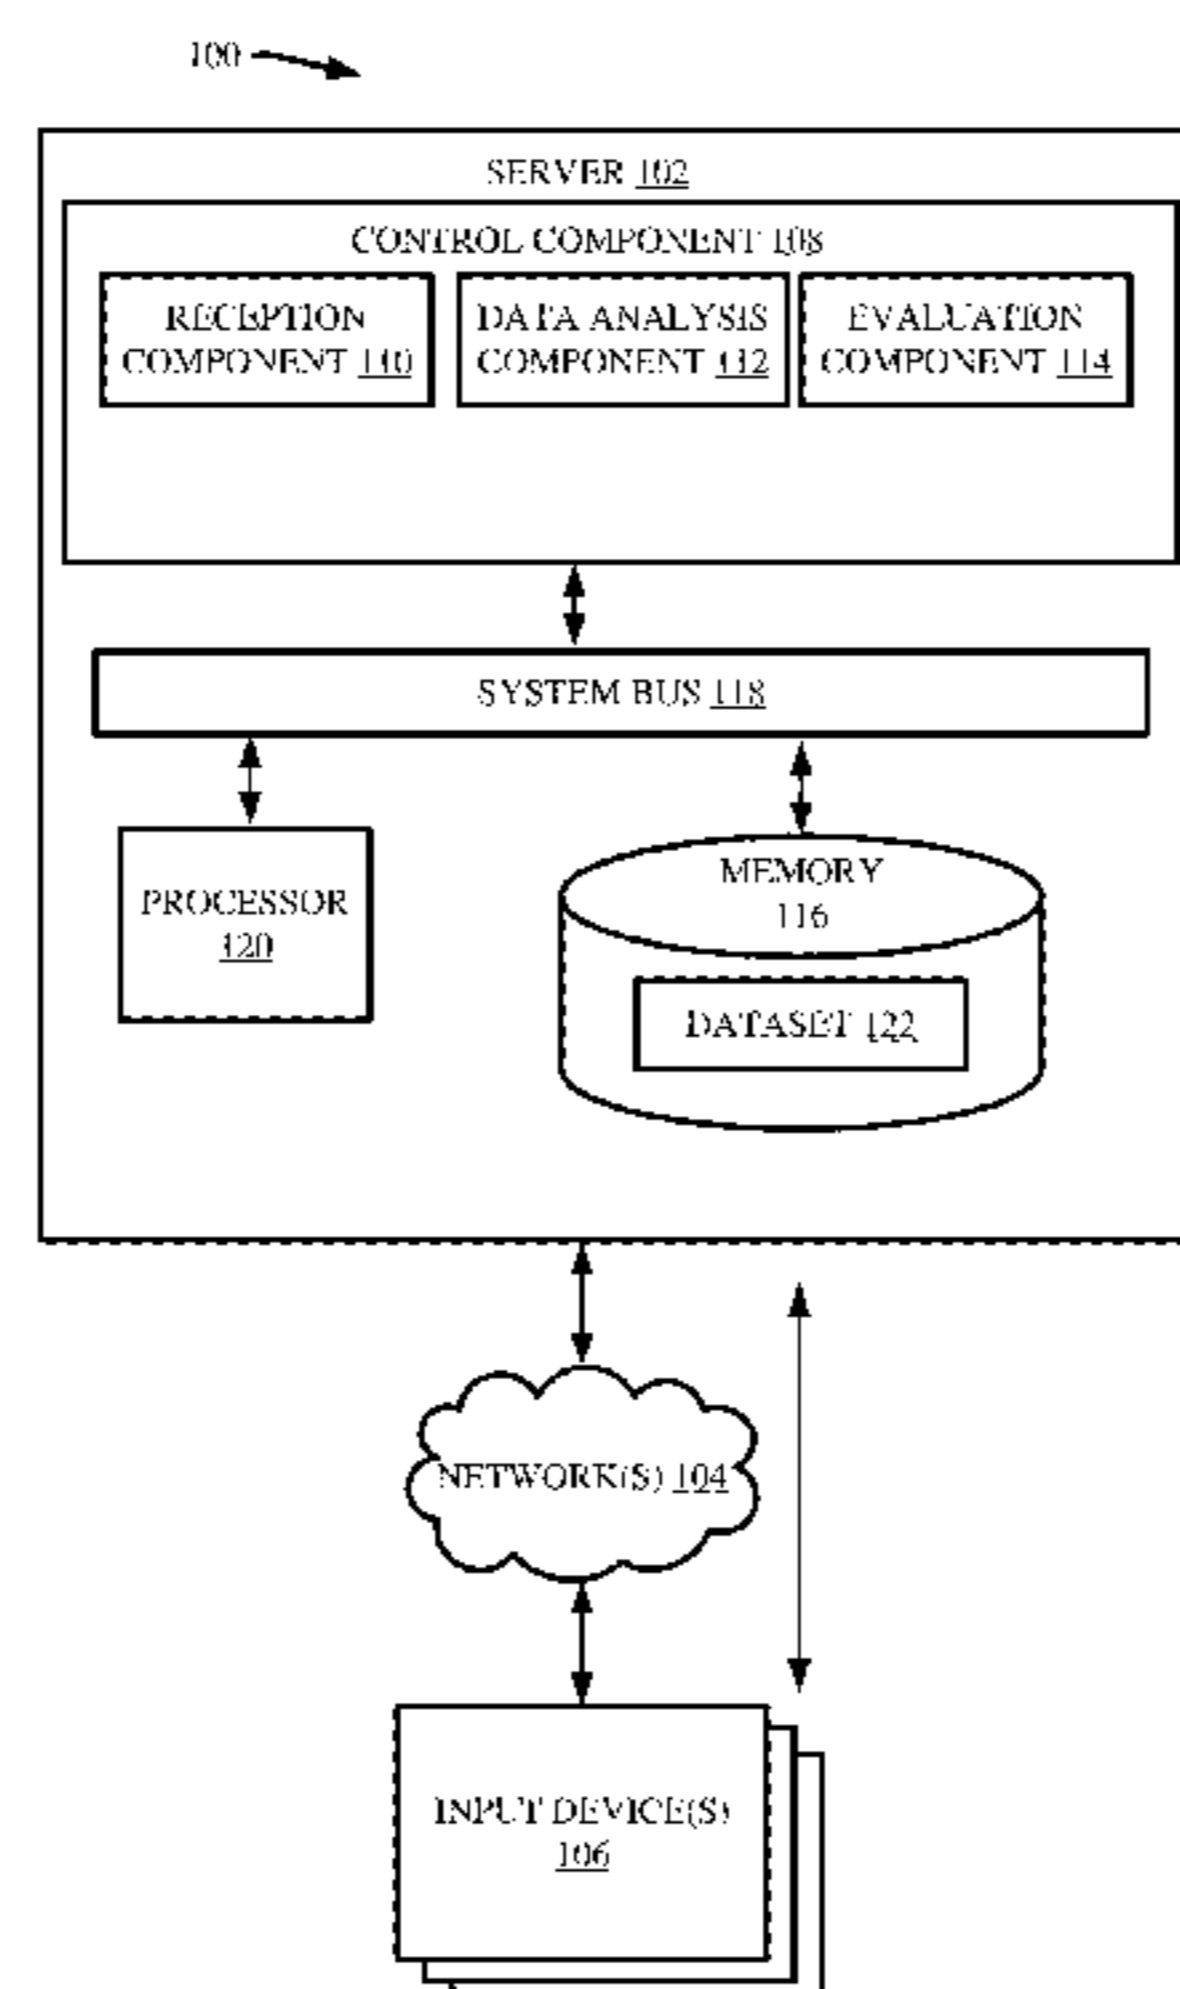 100
SERVER 102
CONTROL COMPONENT 108
RECEPTION
COMPONENT 110
DATA ANALYSIS
COMPONENT 112
EVALUATION
COMPONENT 114
SYSTEM BUS 118
PROCESSOR
120
MEMORY
116
DATASET 122
NETWORK(S) 104
INPUT DEVICE(S)
106